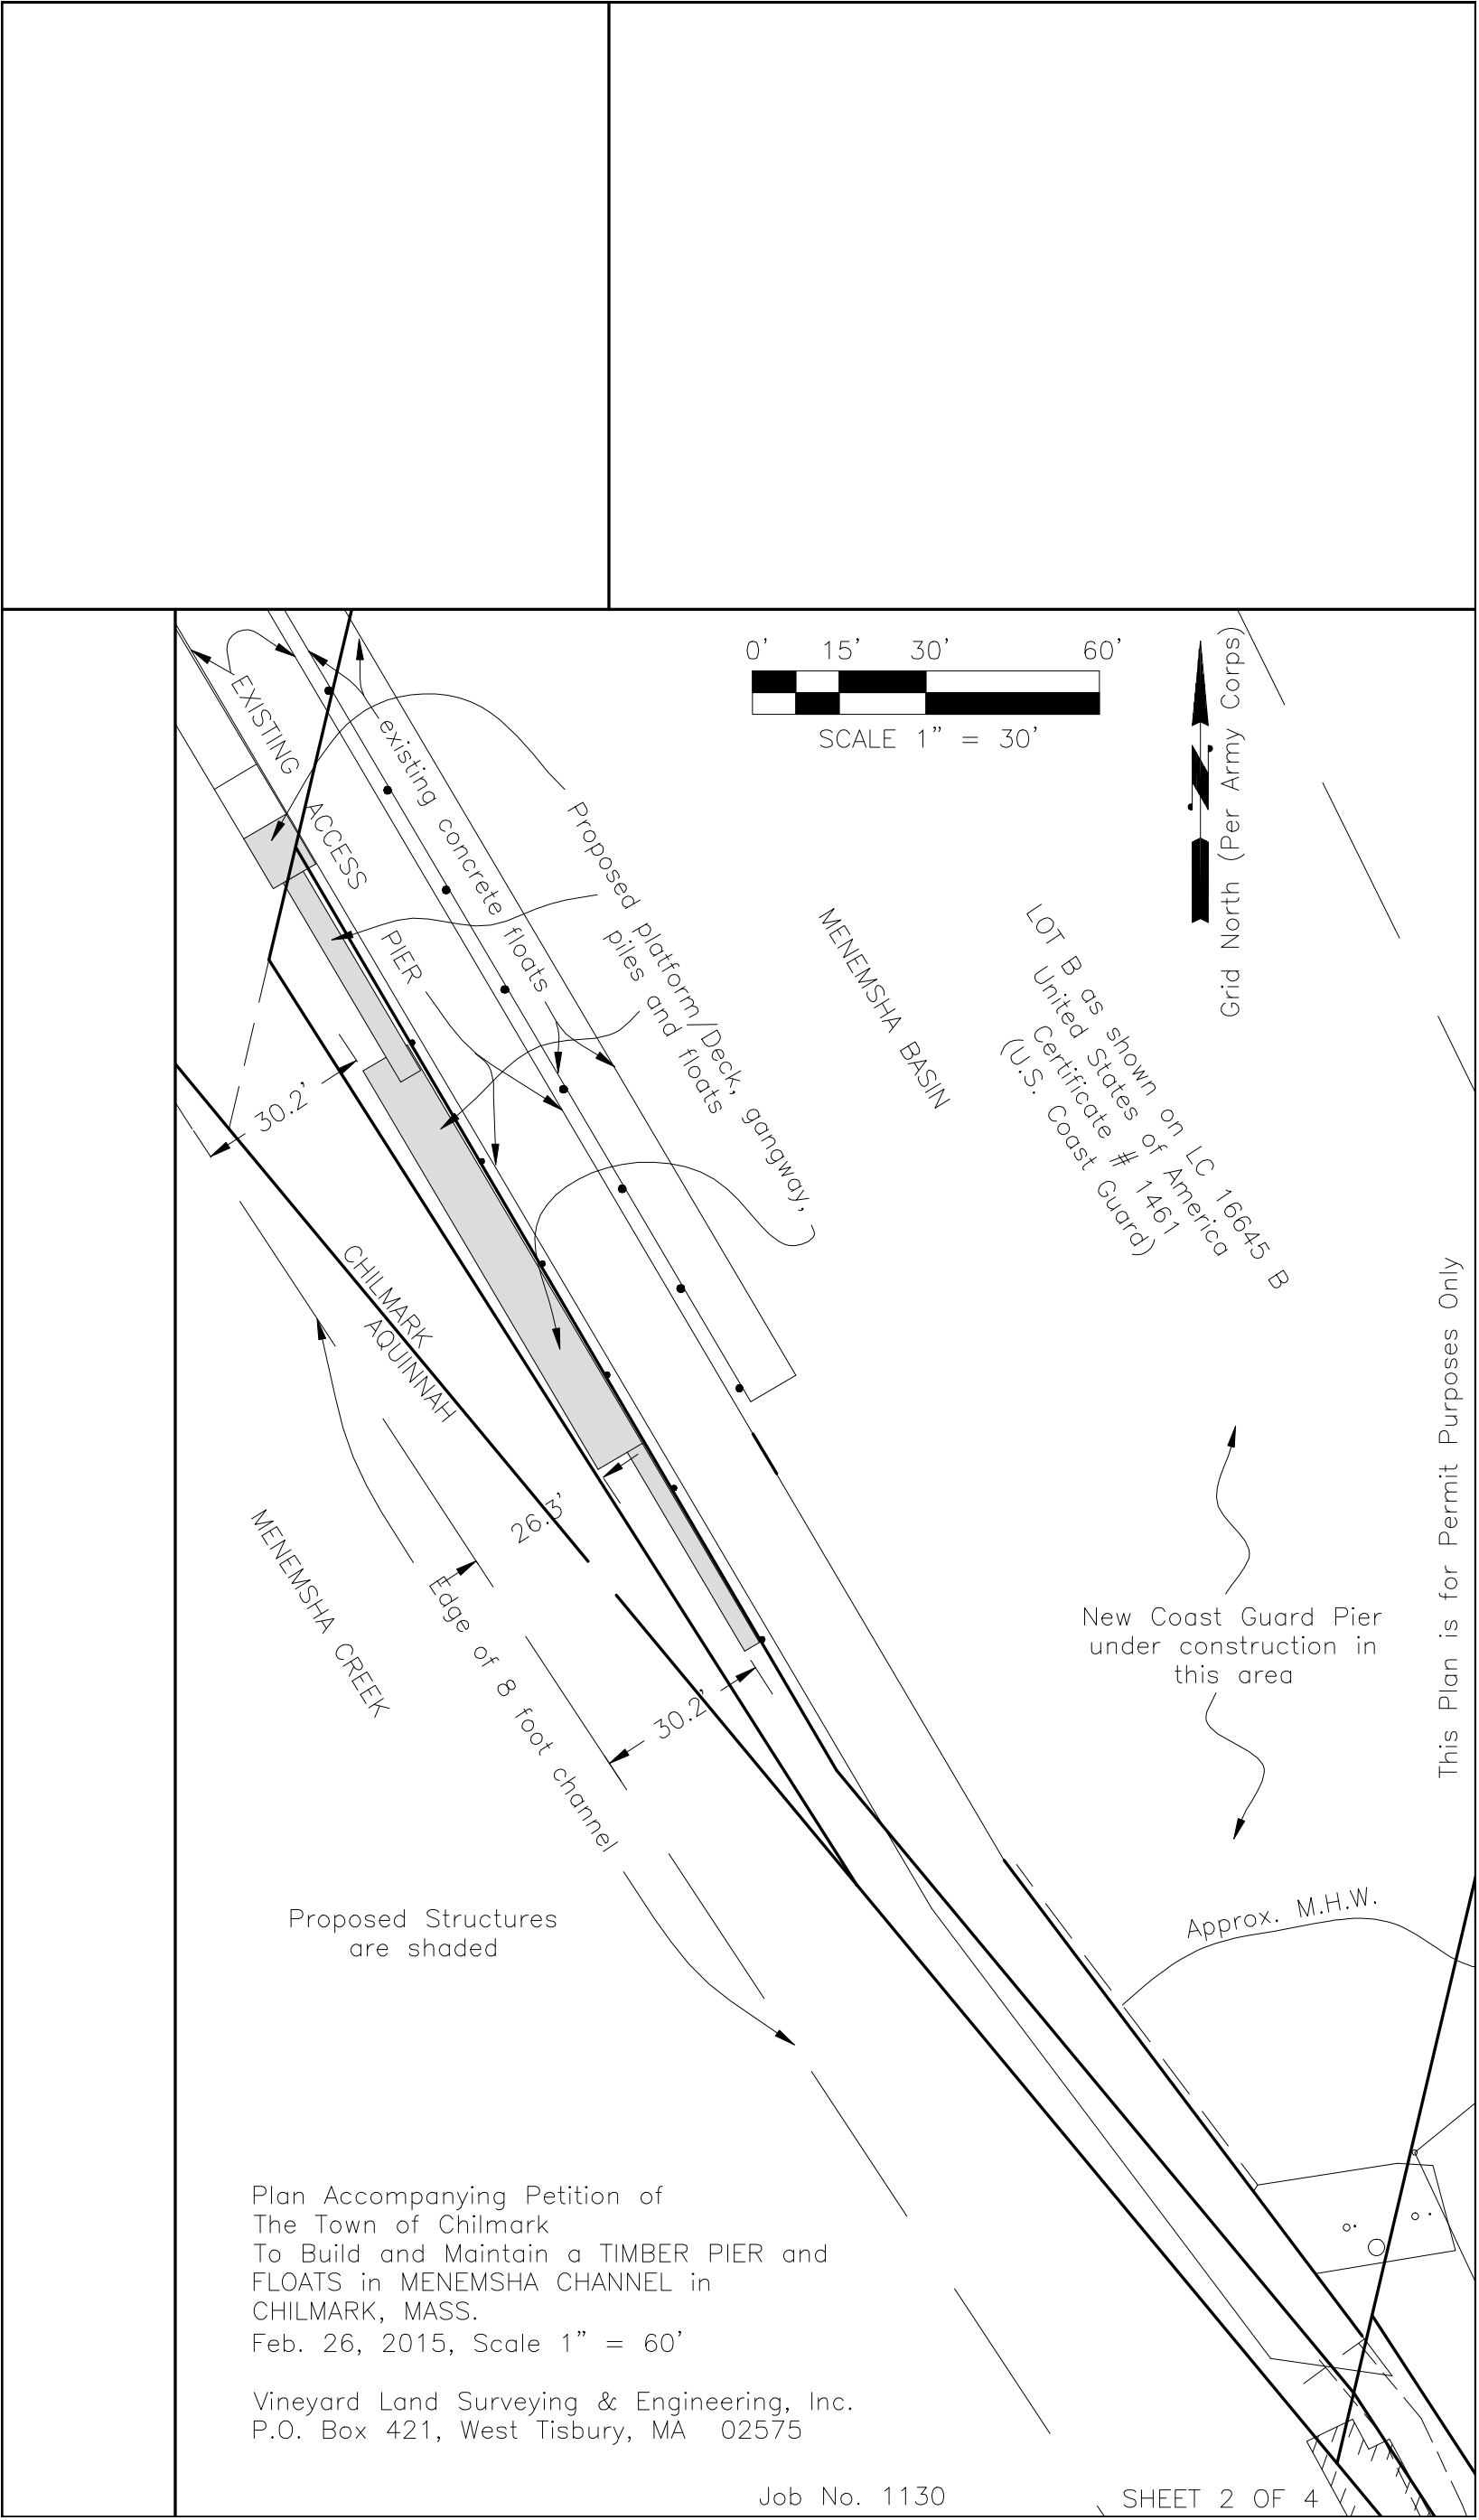 0' 15' 30' 60'
SCALE 1" = 30'
Grid North (Per Army Corps)
EXISTING ACCESS PIER
existing concrete floats
Proposed platform/Deck, gangway,
piles and floats
MENEMSHA BASIN
LOT B as shown on LC 16645 B
United States of America
Certificate # 1461
(U.S. Coast Guard)
30.2'
CHILMARK
AQUINNAH
This Plan is for Permit Purposes Only
26.3'
MENEMSHA CREEK
Edge of 8 foot channel
30.2'
New Coast Guard Pier
under construction in
this area
Approx. M.H.W.
Proposed Structures
are shaded
Plan Accompanying Petition of
The Town of Chilmark
To Build and Maintain a TIMBER PIER and
FLOATS in MENEMSHA CHANNEL in
CHILMARK, MASS.
Feb. 26, 2015, Scale 1" = 60'
Vineyard Land Surveying & Engineering, Inc.
P.O. Box 421, West Tisbury, MA 02575
Job No. 1130
SHEET 2 OF 4